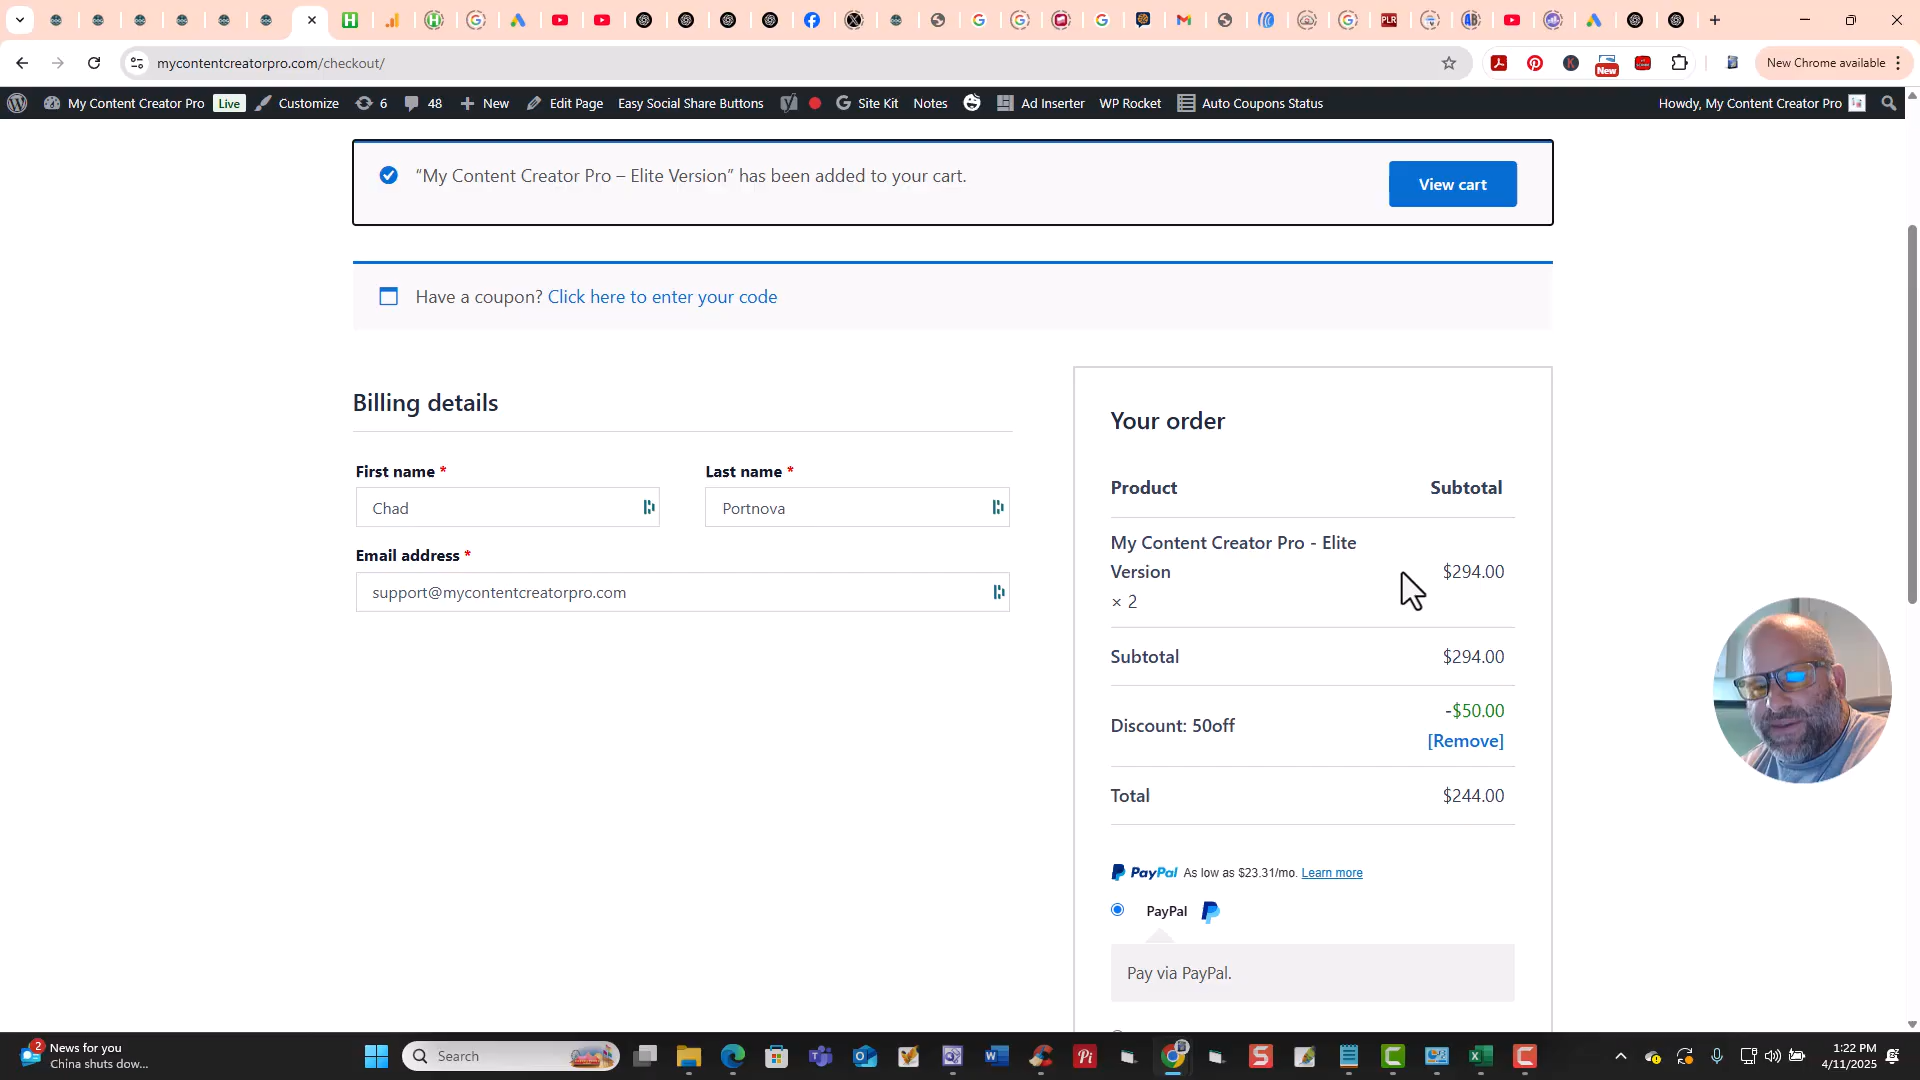 mycontentcreatorpro.com/checkout/
New
New Chrome available
My Content Creator Pro
Live
Customize
6
48
New
Edit Page
Easy Social Share Buttons
Site Kit
Notes
Ad Inserter
WP Rocket
Auto Coupons Status
Howdy, My Content Creator Pro
“My Content Creator Pro – Elite Version” has been added to your cart.
View cart
Have a coupon? Click here to enter your code
Billing details
First name *
Last name *
Chad
Portnova
Email address *
support@mycontentcreatorpro.com
Your order
Product
Subtotal
My Content Creator Pro - Elite
Version
× 2
$294.00
Subtotal
$294.00
Discount: 50off
-$50.00
[Remove]
Total
$244.00
PayPal As low as $23.31/mo. Learn more
PayPal
Pay via PayPal.
2
News for you
China shuts dow...
Search
1:22 PM
4/11/2025